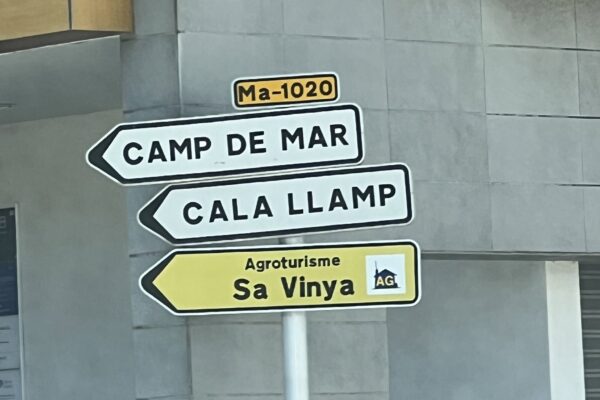 Ma-1020
CAMP DE MAR
CALA LLAMP
Agroturisme
Sa Vinya
AG